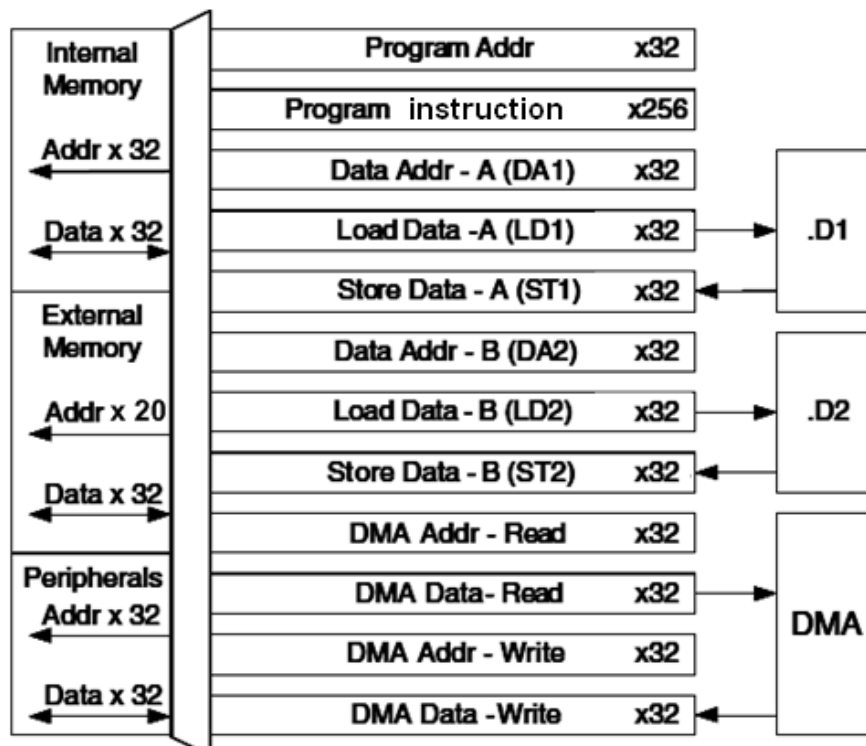 Internal
Memory
Addr x 32
Data x 32
External
Memory
Addr x 20
Data x 32
Peripherals
Addr x 32
Data x 32
Program Addr x32
Program instruction x256
Data Addr - A (DA1) x32
Load Data -A (LD1) x32
Store Data - A (ST1) x32
Data Addr - B (DA2) x32
Load Data - B (LD2) x32
Store Data - B (ST2) x32
DMA Addr - Read x32
DMA Data- Read x32
DMA Addr - Write x32
DMA Data -Write x32
.D1
.D2
DMA